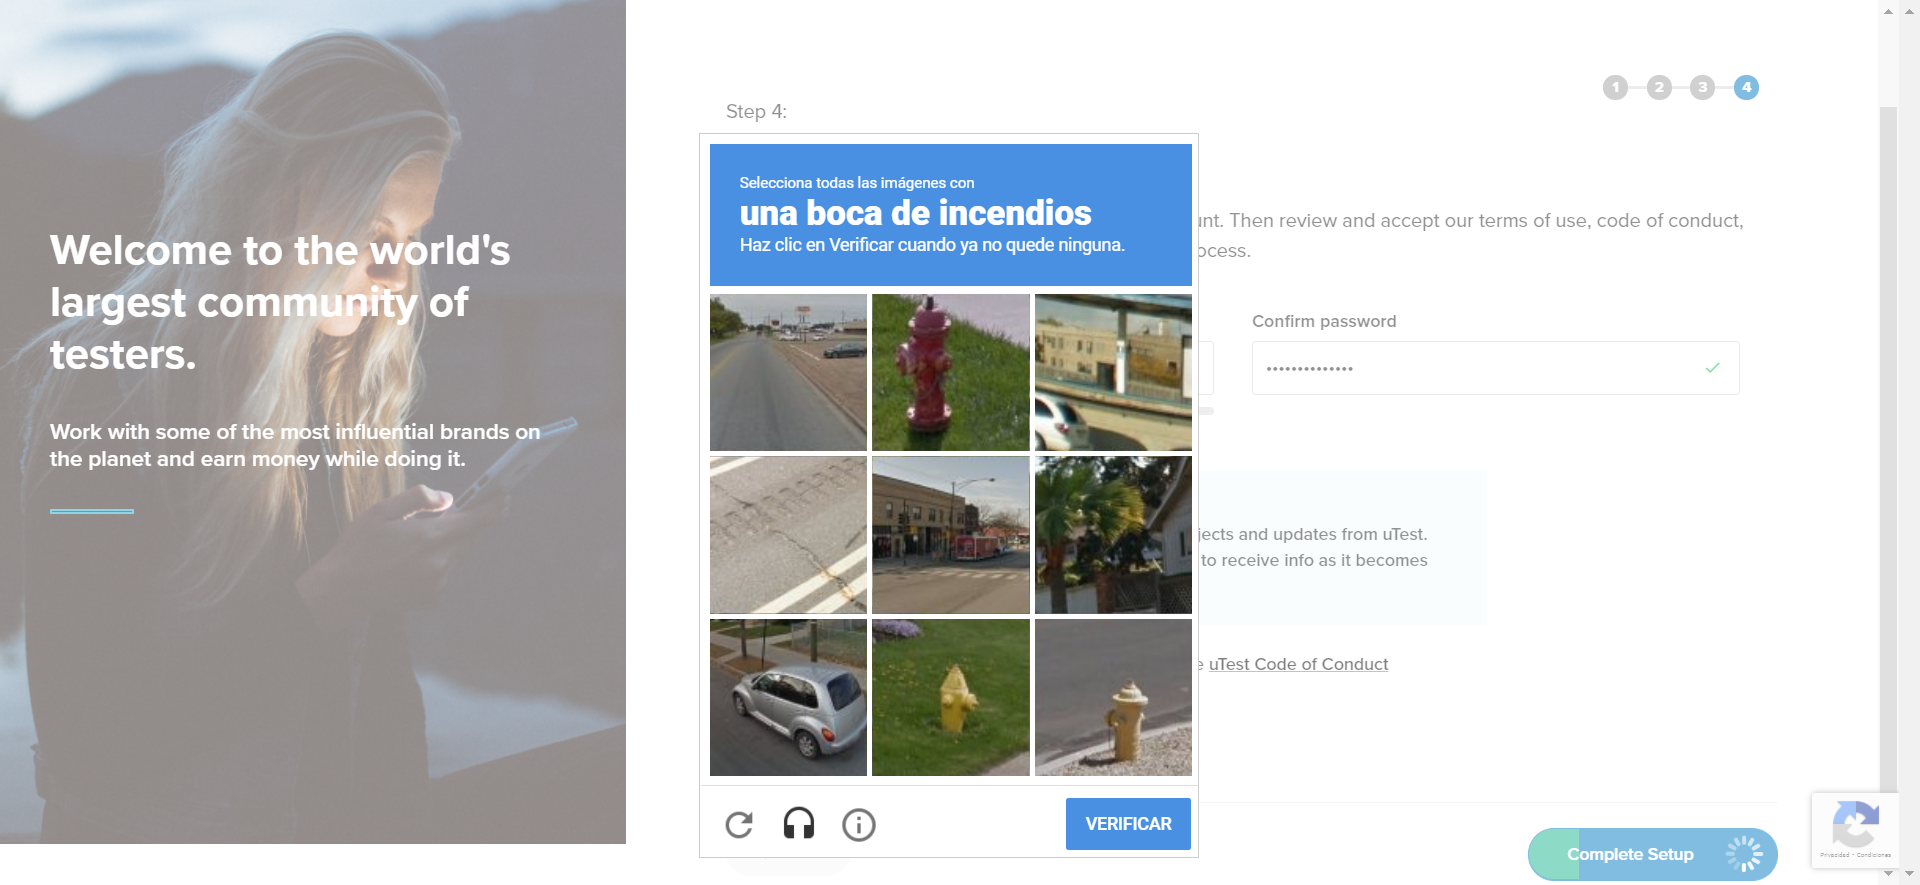 Welcome to the world's
largest community of
testers.
Work with some of the most influential brands on
the planet and earn money while doing it.
1 2 3 4
Step 4:
Selecciona todas las imágenes con
una boca de incendios
Haz clic en Verificar cuando ya no quede ninguna.
unt. Then review and accept our terms of use, code of conduct,
ocess.
Confirm password
••••••••••••••
jects and updates from uTest.
to receive info as it becomes
e uTest Code of Conduct
VERIFICAR
Complete Setup
Privacidad - Condiciones